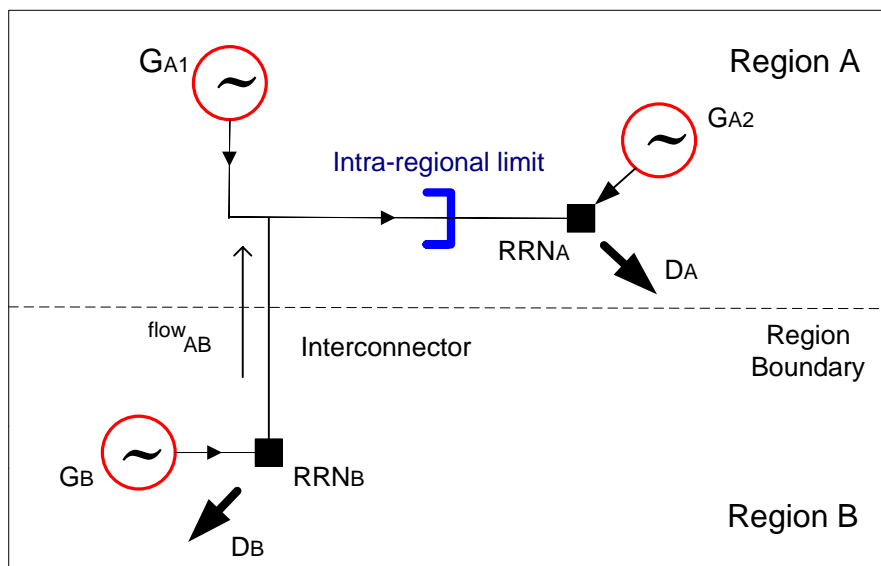 GA1
Region A
GA2
Intra-regional limit
RRNA
DA
flowAB
Interconnector
Region
Boundary
GB
RRNB
DB
Region B